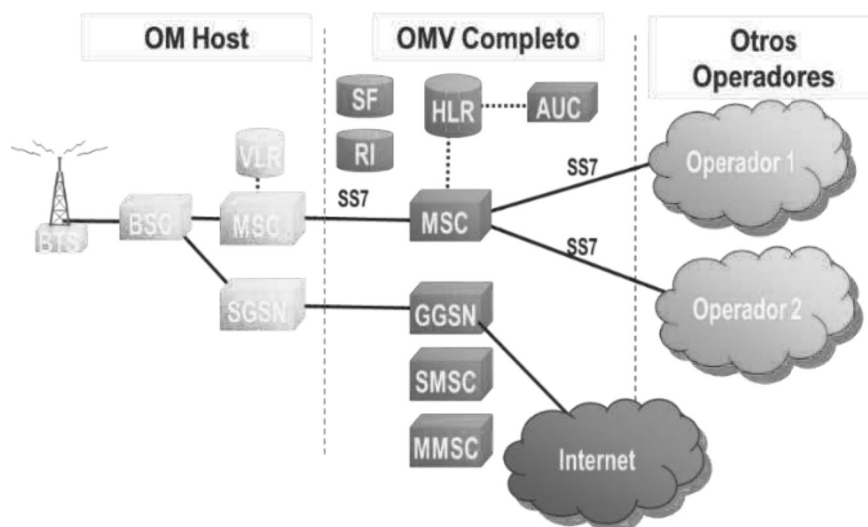 OM Host
OMV Completo
Otros
Operadores
SF
HLR
AUC
Operador 1
VLR
RI
SS7
SS7
BTS
BSC
MSC
MSC
SS7
SGSN
GGSN
Operador 2
SMSC
MMSC
Internet